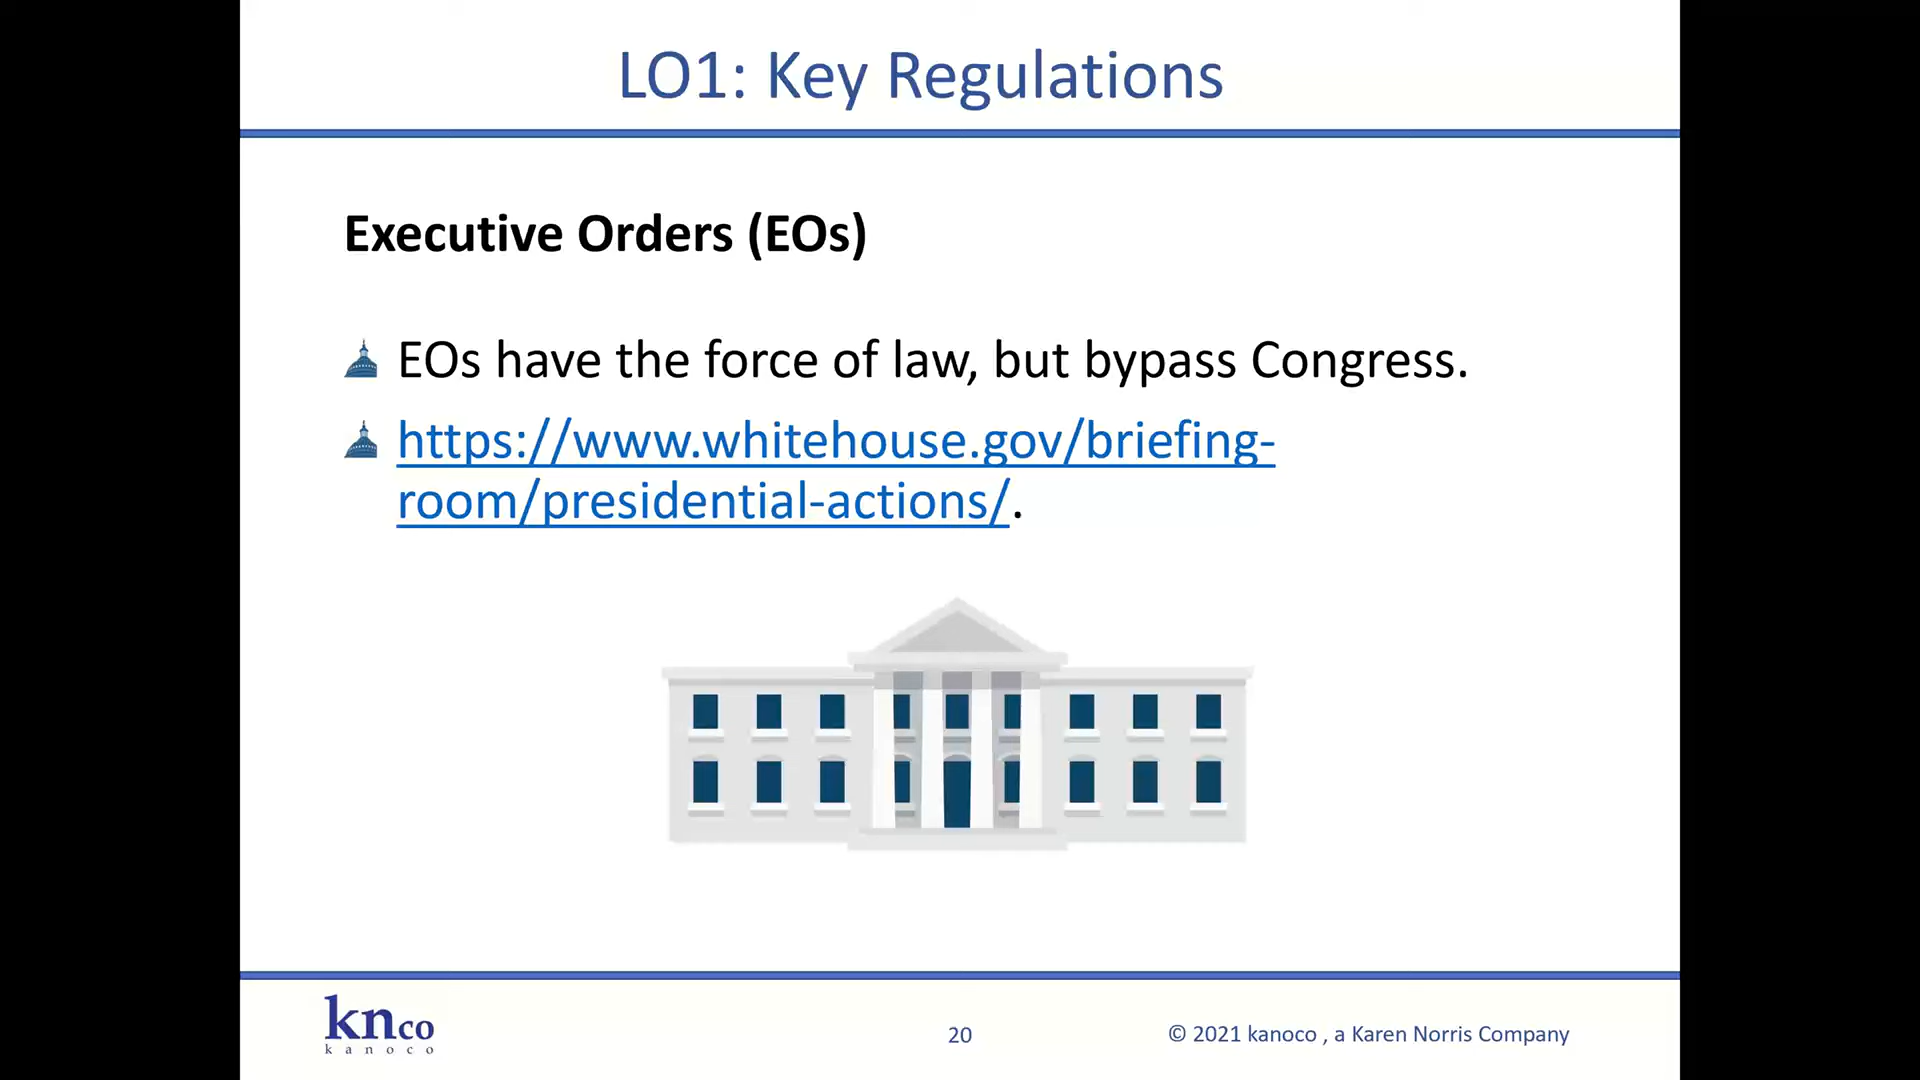 LO1: Key Regulations
Executive Orders (EOs)
EOs have the force of law, but bypass Congress.
https://www.whitehouse.gov/briefing-
room/presidential-actions/.
knco
kanoco
20
© 2021 kanoco , a Karen Norris Company